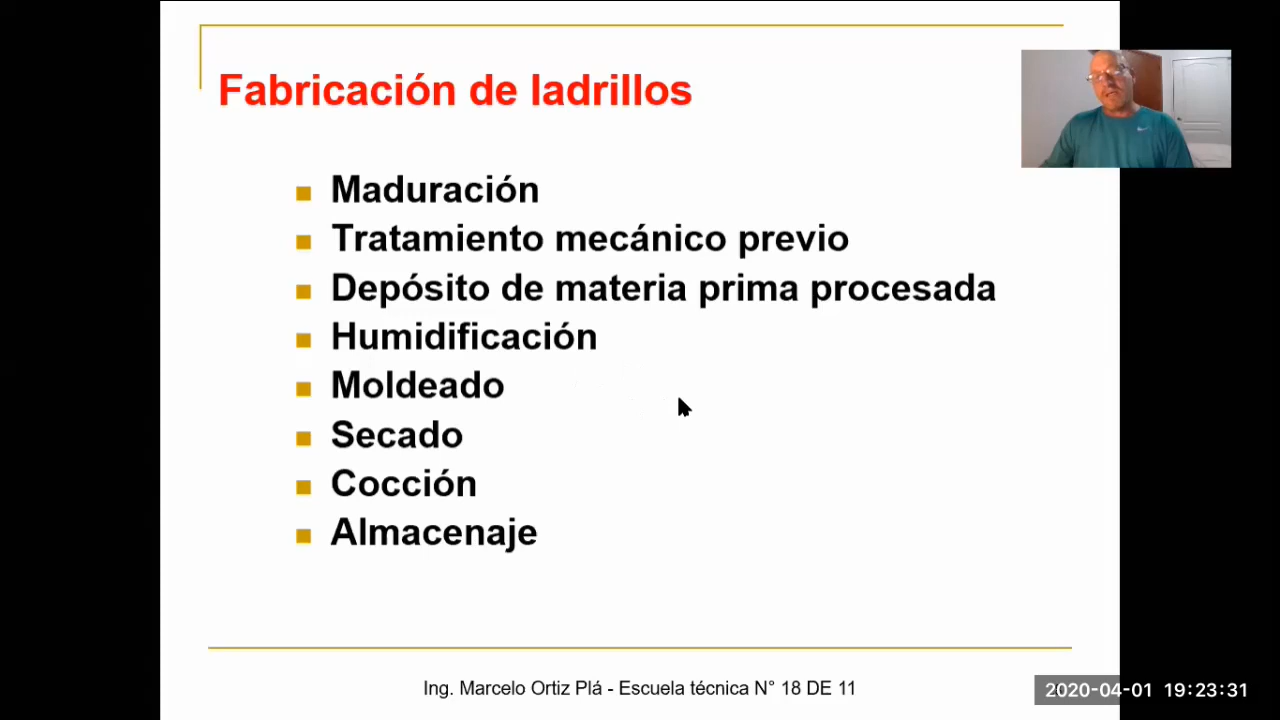 Fabricación de ladrillos
Maduración
Tratamiento mecánico previo
Depósito de materia prima procesada
Humidificación
Moldeado
Secado
Cocción
Almacenaje
Ing. Marcelo Ortiz Plá - Escuela técnica N° 18 DE 11
2020-04-01 19:23:31